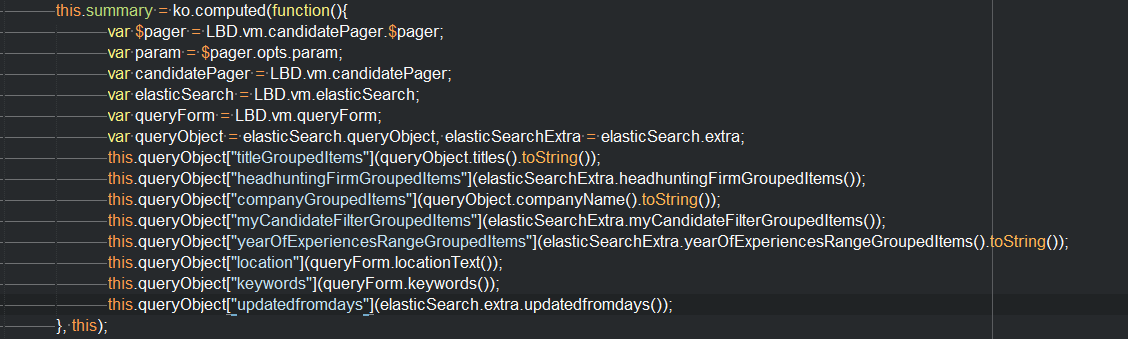 this.summary = ko.computed(function(){
var $pager = LBD.vm.candidatePager.$pager;
var param = $pager.opts.param;
var candidatePager = LBD.vm.candidatePager;
var elasticSearch = LBD.vm.elasticSearch;
var queryForm = LBD.vm.queryForm;
var queryObject = elasticSearch.queryObject, elasticSearchExtra = elasticSearch.extra;
this.queryObject["titleGroupedItems"](queryObject.titles().toString());
this.queryObject["headhuntingFirmGroupedItems"](elasticSearchExtra.headhuntingFirmGroupedItems());
this.queryObject["companyGroupedItems"](queryObject.companyName().toString());
this.queryObject["myCandidateFilterGroupedItems"](elasticSearchExtra.myCandidateFilterGroupedItems());
this.queryObject["yearOfExperiencesRangeGroupedItems"](elasticSearchExtra.yearOfExperiencesRangeGroupedItems().toString());
this.queryObject["location"](queryForm.locationText());
this.queryObject["keywords"](queryForm.keywords());
this.queryObject["updatedfromdays"](elasticSearch.extra.updatedfromdays());
}, this);